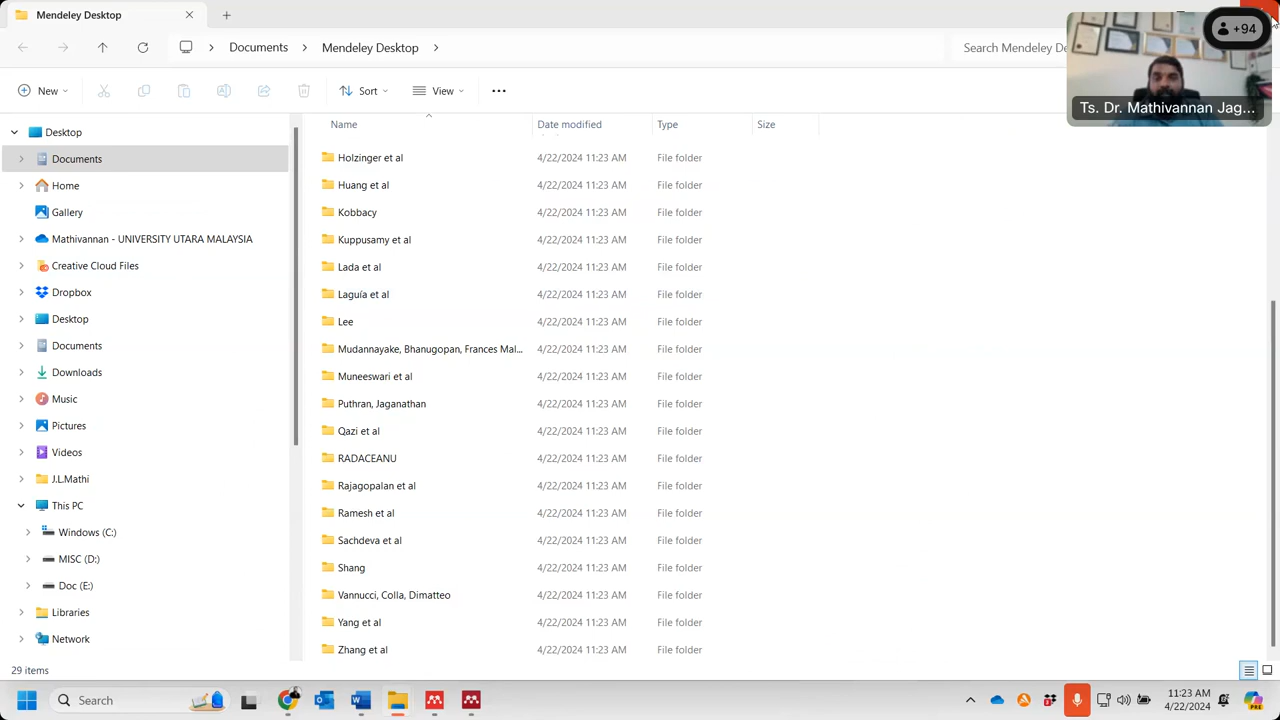 Mendeley Desktop
+94
Documents
Mendeley Desktop
Search Mendeley De
New
Sort
View
Ts. Dr. Mathivannan Jag...
Name
Date modified
Type
Size
Desktop
Documents
Home
Gallery
Mathivannan - UNIVERSITY UTARA MALAYSIA
Creative Cloud Files
Dropbox
Desktop
Documents
Downloads
Music
Pictures
Videos
J.L.Mathi
This PC
Windows (C:)
MISC (D:)
Doc (E:)
Libraries
Network
Holzinger et al 4/22/2024 11:23 AM File folder
Huang et al 4/22/2024 11:23 AM File folder
Kobbacy 4/22/2024 11:23 AM File folder
Kuppusamy et al 4/22/2024 11:23 AM File folder
Lada et al 4/22/2024 11:23 AM File folder
Laguía et al 4/22/2024 11:23 AM File folder
Lee 4/22/2024 11:23 AM File folder
Mudannayake, Bhanugopan, Frances Mal... 4/22/2024 11:23 AM File folder
Muneeswari et al 4/22/2024 11:23 AM File folder
Puthran, Jaganathan 4/22/2024 11:23 AM File folder
Qazi et al 4/22/2024 11:23 AM File folder
RADACEANU 4/22/2024 11:23 AM File folder
Rajagopalan et al 4/22/2024 11:23 AM File folder
Ramesh et al 4/22/2024 11:23 AM File folder
Sachdeva et al 4/22/2024 11:23 AM File folder
Shang 4/22/2024 11:23 AM File folder
Vannucci, Colla, Dimatteo 4/22/2024 11:23 AM File folder
Yang et al 4/22/2024 11:23 AM File folder
Zhang et al 4/22/2024 11:23 AM File folder
29 items
Search
11:23 AM
4/22/2024
PRE